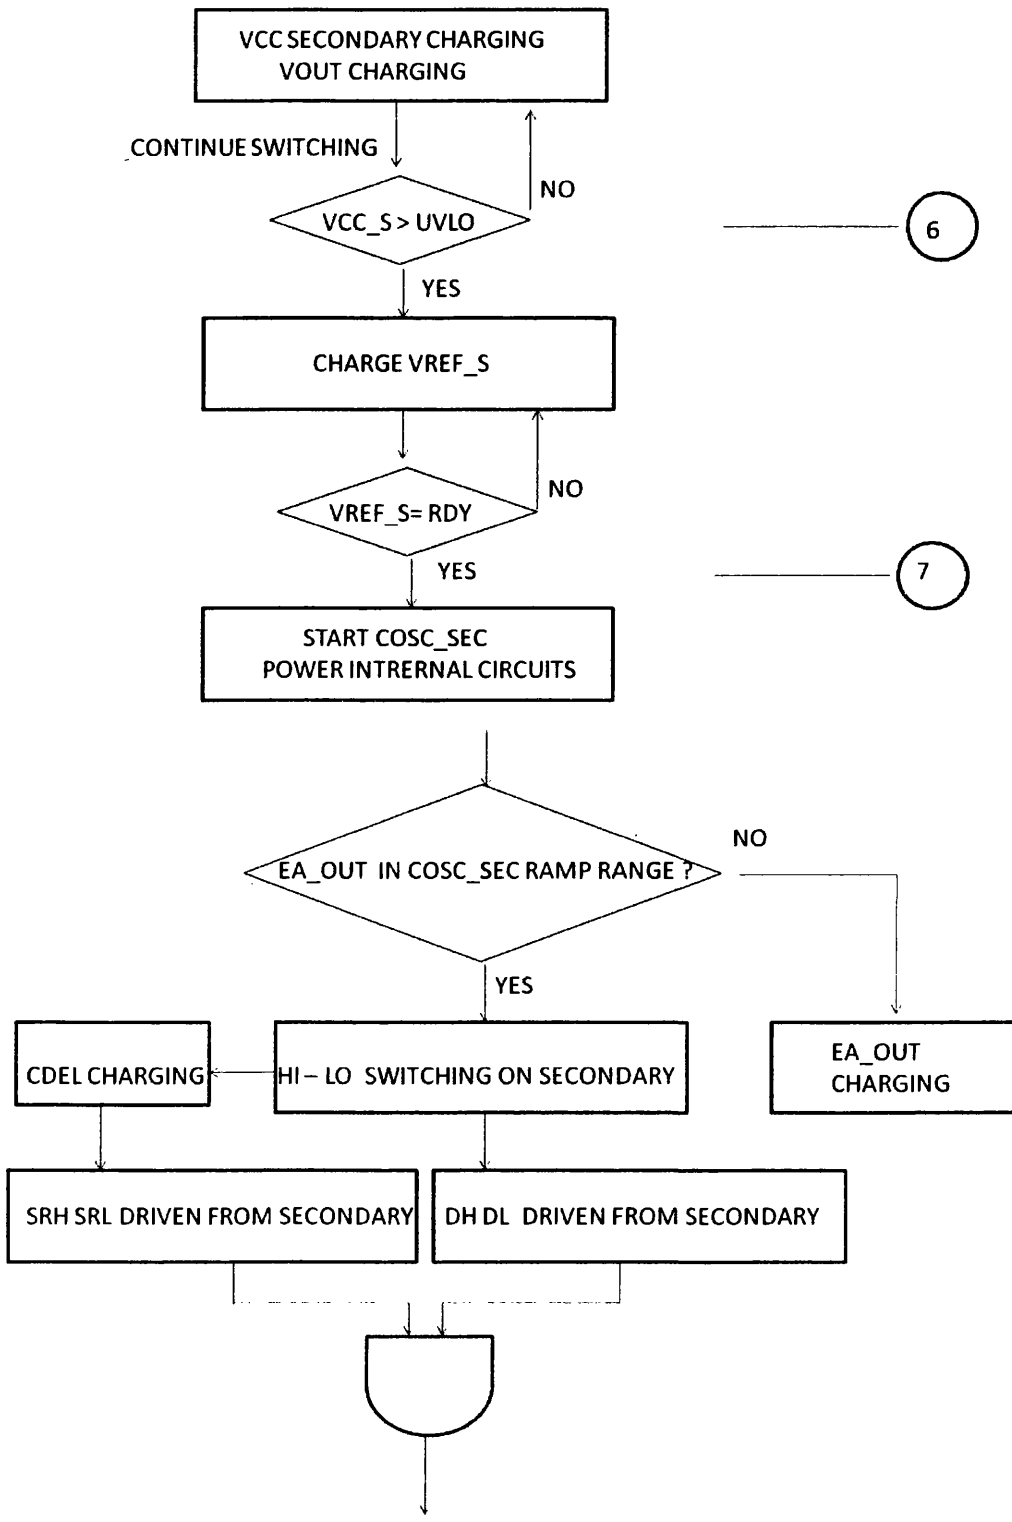 VCC SECONDARY CHARGING
VOUT CHARGING
CONTINUE SWITCHING
NO
VCC_S > UVLO
6
YES
CHARGE VREF_S
NO
VREF_S= RDY
YES
7
START COSC_SEC
POWER INTRERNAL CIRCUITS
NO
EA_OUT IN COSC_SEC RAMP RANGE ?
YES
CDEL CHARGING
HI – LO SWITCHING ON SECONDARY
EA_OUT
CHARGING
SRH SRL DRIVEN FROM SECONDARY
DH DL DRIVEN FROM SECONDARY